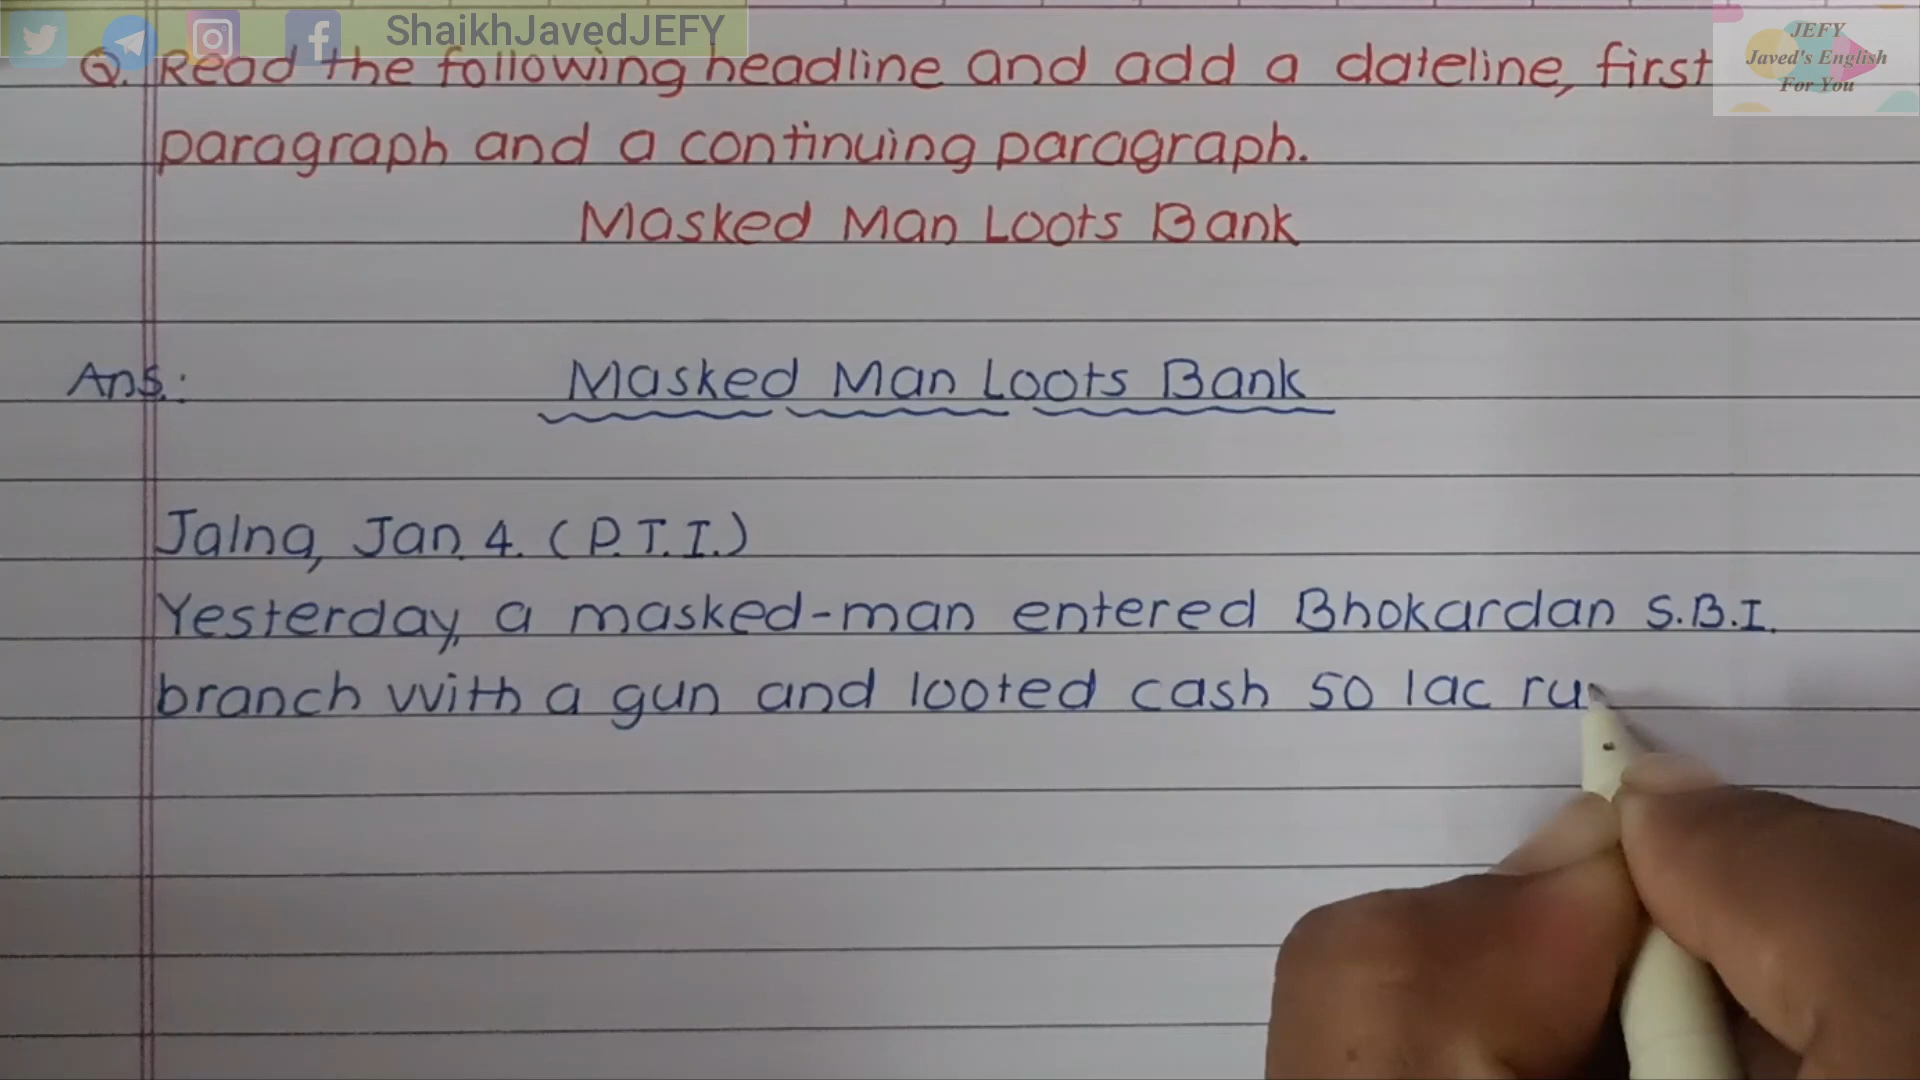 ShaikhJavedJEFY
JEFY
Javed's English
For You
Q. Read the following headline and add a dateline, first
paragraph and a continuing paragraph.
Masked Man Loots Bank
Ans.:
Masked Man Loots Bank
Jalna, Jan. 4. (P.T.I.)
Yesterday, a masked-man entered Bhokardan S.B.I.
branch with a gun and looted cash 50 lac ru